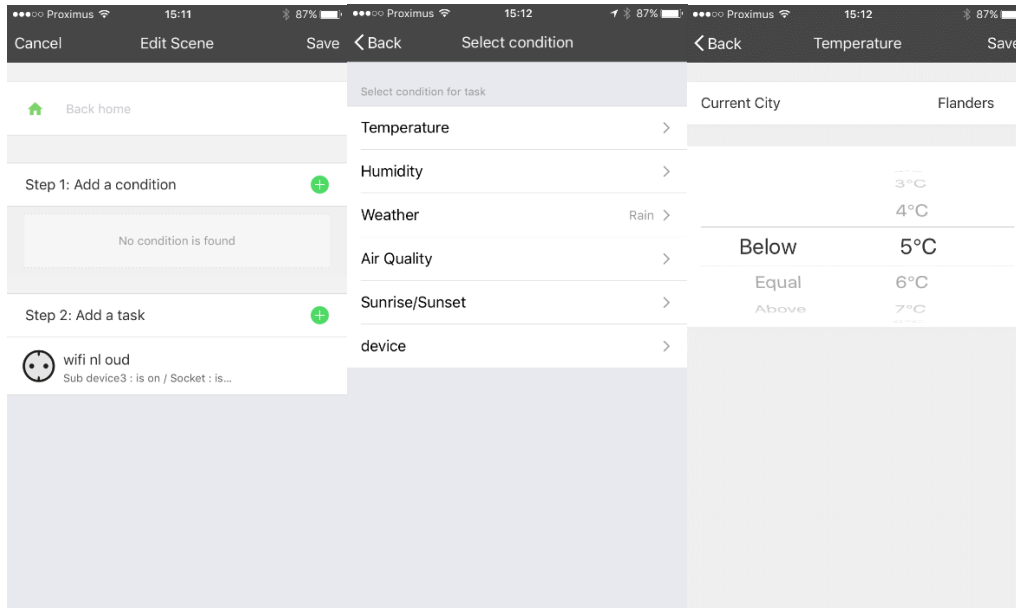 ●●●○○ Proximus 15:11 87%
Cancel Edit Scene Save
Back home
Step 1: Add a condition
No condition is found
Step 2: Add a task
wifi nl oud
Sub device3 : is on / Socket : is...
●●●○○ Proximus 15:12 87%
Back Select condition
Select condition for task
Temperature
Humidity
Weather Rain
Air Quality
Sunrise/Sunset
device
●●●○○ Proximus 15:12 87%
Back Temperature Save
Current City Flanders
3°C
4°C
Below 5°C
Equal 6°C
Above 7°C